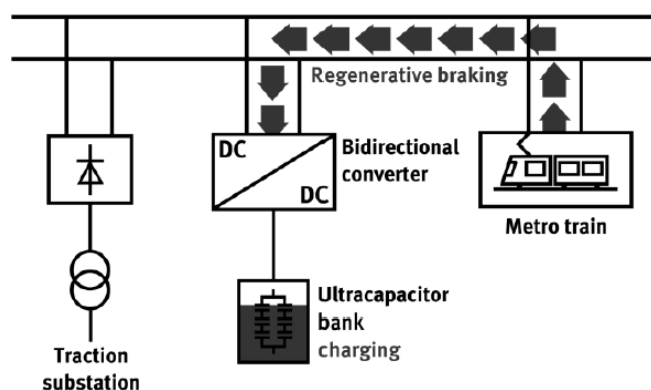 Regenerative braking
DC
DC
Bidirectional
converter
Metro train
Ultracapacitor
bank
charging
Traction
substation